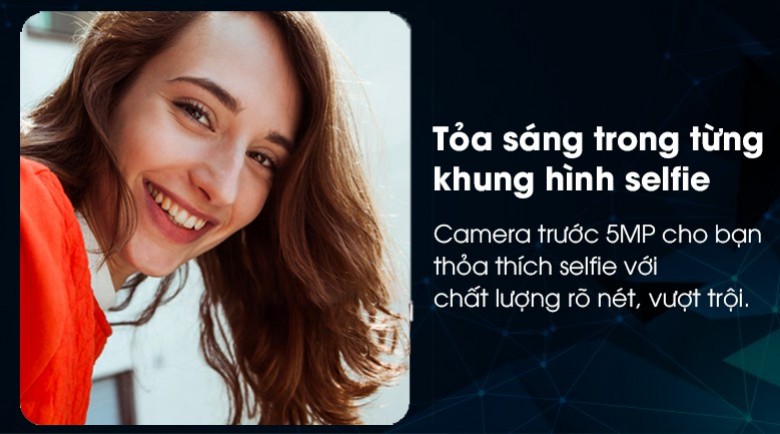 Tỏa sáng trong từng
khung hình selfie
Camera trước 5MP cho bạn
thỏa thích selfie với
chất lượng rõ nét, vượt trội.